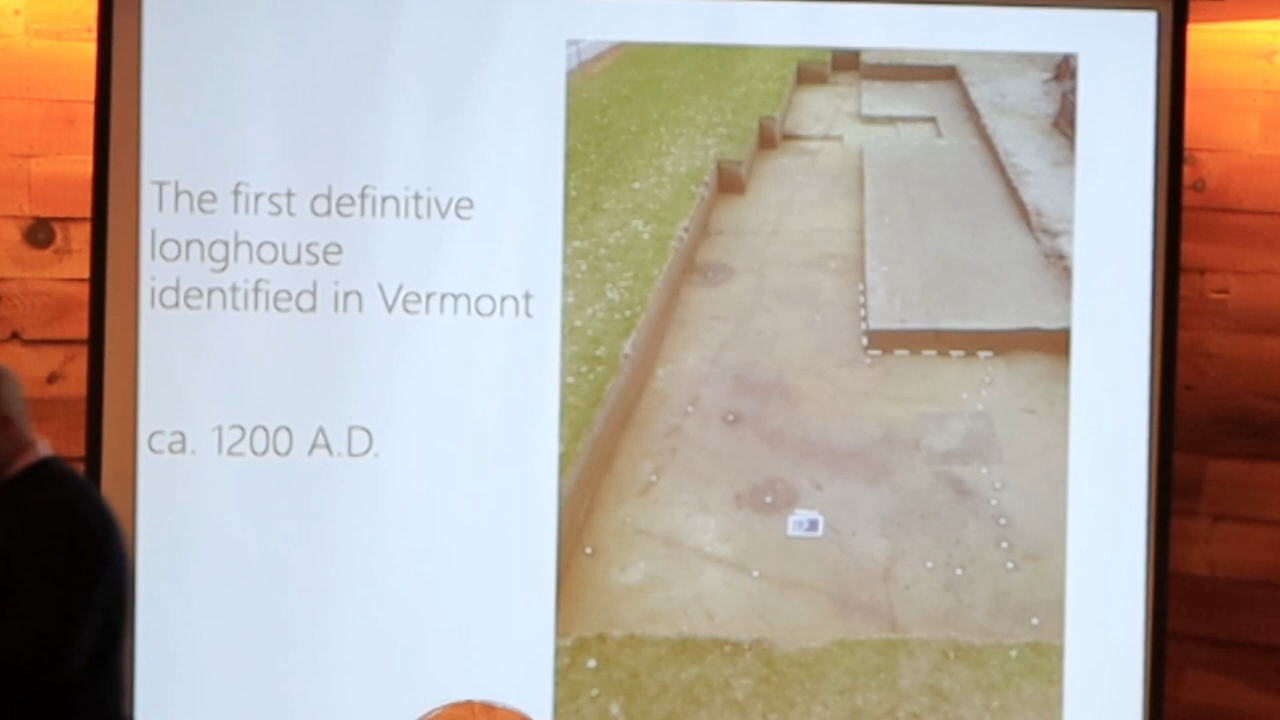 The first definitive
longhouse
identified in Vermont
ca. 1200 A.D.